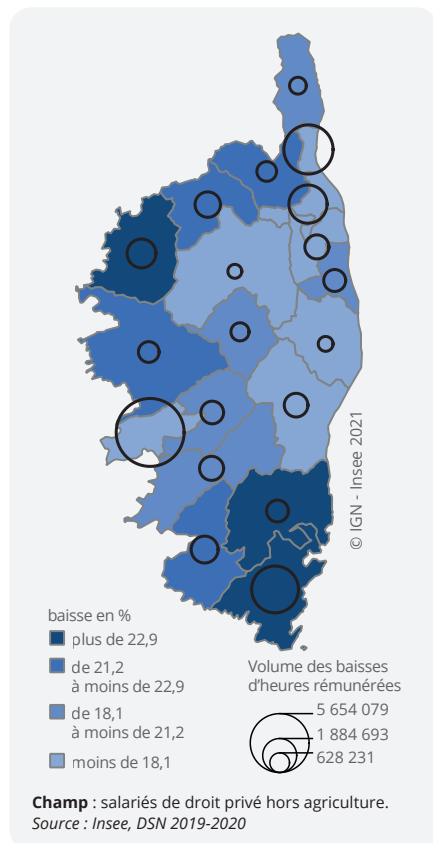 © IGN - Insee 2021
baisse en %
plus de 22,9
de 21,2
à moins de 22,9
de 18,1
à moins de 21,2
moins de 18,1
Volume des baisses
d'heures rémunérées
5 654 079
1 884 693
628 231
Champ : salariés de droit privé hors agriculture.
Source : Insee, DSN 2019-2020